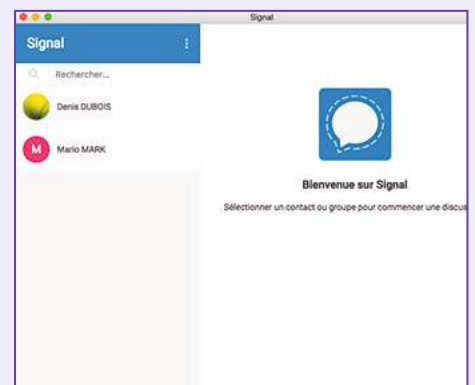 Signal
Signal
Rechercher...
Denis DUBOIS
M
Mario MARK
Bienvenue sur Signal
Sélectionner un contact ou groupe pour commencer une discus